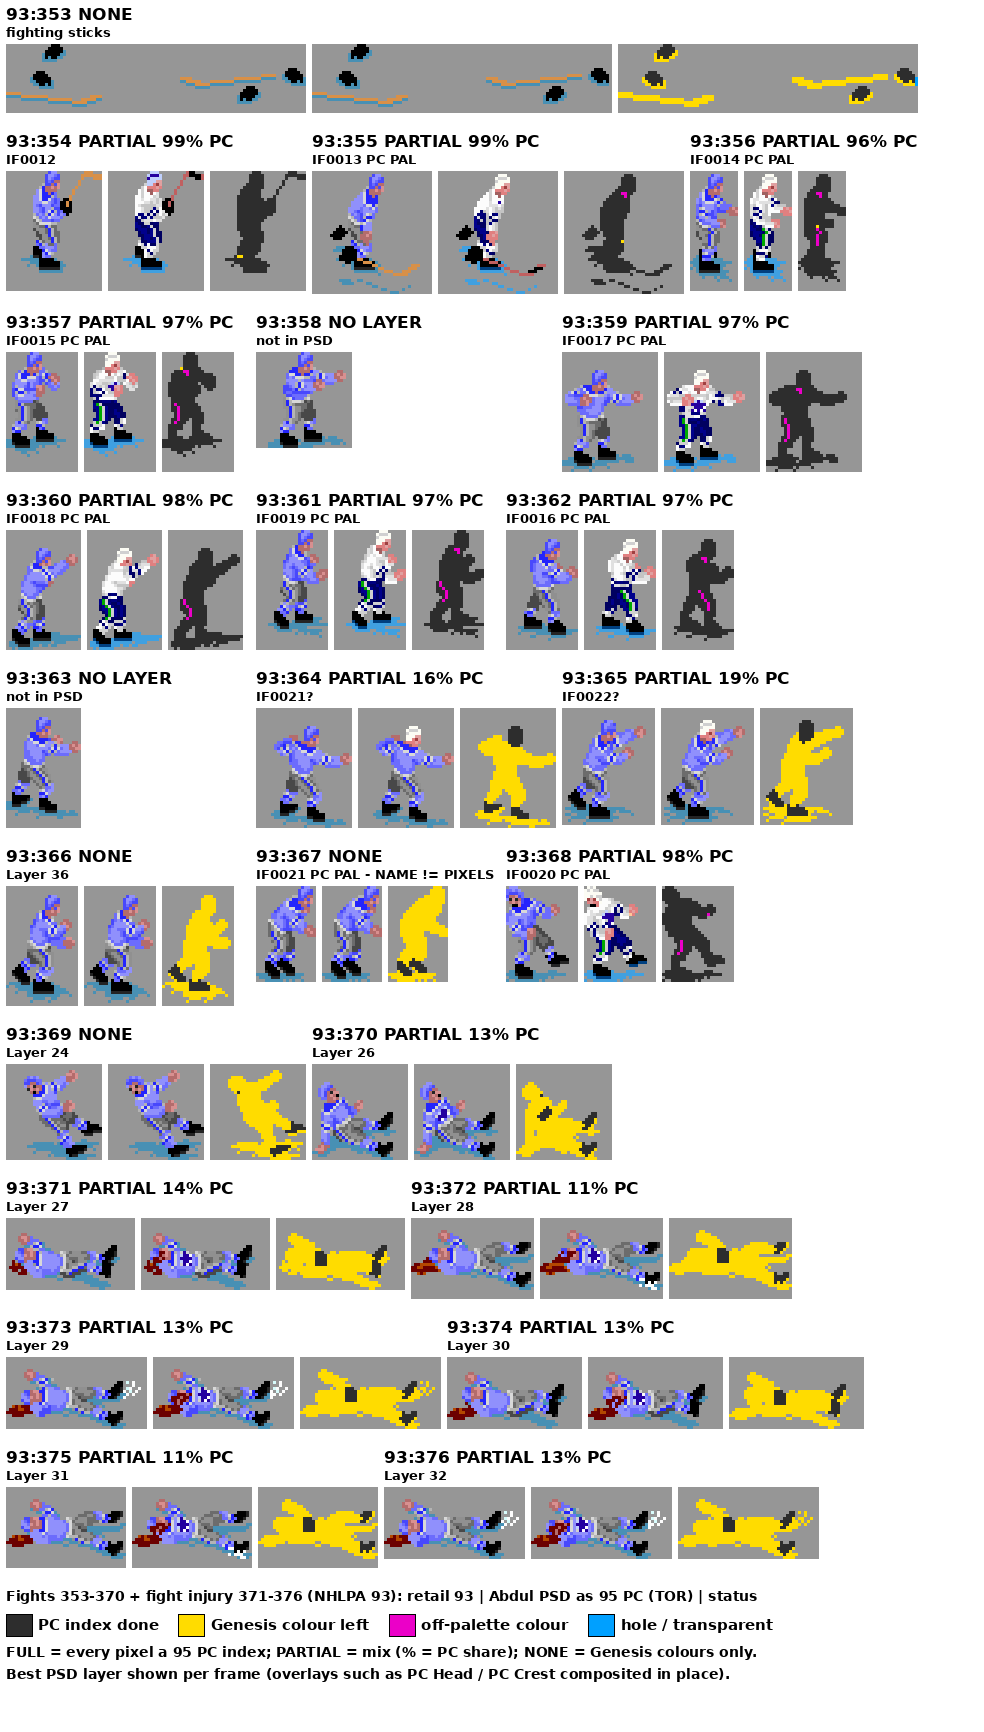 93:353 NONE
fighting sticks
93:354 PARTIAL 99% PC
IF0012
93:355 PARTIAL 99% PC
IF0013 PC PAL
93:356 PARTIAL 96% PC
IF0014 PC PAL
93:357 PARTIAL 97% PC
IF0015 PC PAL
93:358 NO LAYER
not in PSD
93:359 PARTIAL 97% PC
IF0017 PC PAL
93:360 PARTIAL 98% PC
IF0018 PC PAL
93:361 PARTIAL 97% PC
IF0019 PC PAL
93:362 PARTIAL 97% PC
IF0016 PC PAL
93:363 NO LAYER
not in PSD
93:364 PARTIAL 16% PC
IF0021?
93:365 PARTIAL 19% PC
IF0022?
93:366 NONE
Layer 36
93:367 NONE
IF0021 PC PAL - NAME != PIXELS
93:368 PARTIAL 98% PC
IF0020 PC PAL
93:369 NONE
Layer 24
93:370 PARTIAL 13% PC
Layer 26
93:371 PARTIAL 14% PC
Layer 27
93:372 PARTIAL 11% PC
Layer 28
93:373 PARTIAL 13% PC
Layer 29
93:374 PARTIAL 13% PC
Layer 30
93:375 PARTIAL 11% PC
Layer 31
93:376 PARTIAL 13% PC
Layer 32
Fights 353-370 + fight injury 371-376 (NHLPA 93): retail 93 | Abdul PSD as 95 PC (TOR) | status
PC index done
Genesis colour left
off-palette colour
hole / transparent
FULL = every pixel a 95 PC index; PARTIAL = mix (% = PC share); NONE = Genesis colours only.
Best PSD layer shown per frame (overlays such as PC Head / PC Crest composited in place).